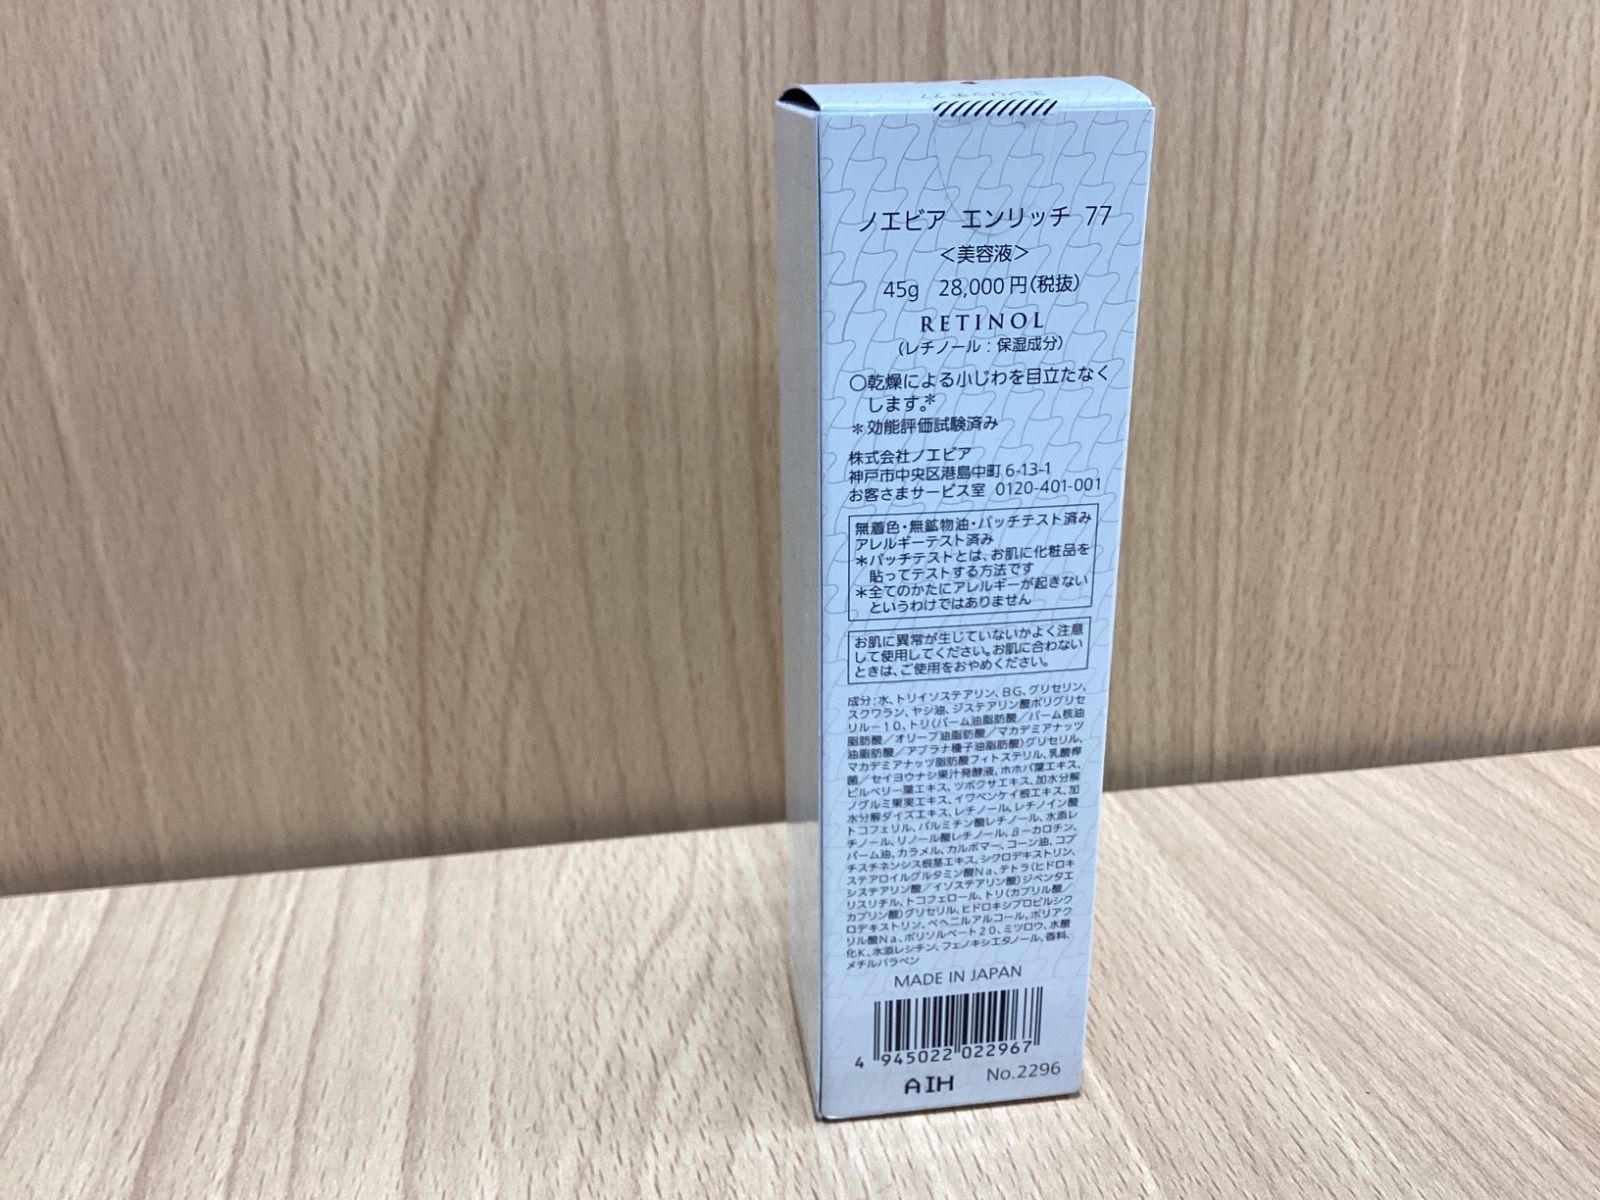 エンリッチ 77
ノエビア エンリッチ 77
＜美容液＞
45g 28,000円(税抜)
RETINOL
(レチノール：保湿成分)
○乾燥による小じわを目立たなく
します。*
＊効能評価試験済み
株式会社ノエビア
神戸市中央区港島中町 6-13-1
お客さまサービス室 0120-401-001
無着色・無鉱物油・パッチテスト済み
アレルギーテスト済み
＊パッチテストとは、お肌に化粧品を
貼ってテストする方法です
＊全てのかたにアレルギーが起きない
というわけではありません
お肌に異常が生じていないかよく注意
して使用してください。お肌に合わない
ときは、ご使用をおやめください。
成分：水、トリイソステアリン、BG、グリセリン、
スクワラン、ヤシ油、ジステアリン酸ポリグリセ
リル－10、トリ(パーム油脂肪酸／パーム核油
脂肪酸／オリーブ油脂肪酸／マカデミアナッツ
油脂肪酸／アブラナ種子油脂肪酸)グリセリル、
マカデミアナッツ脂肪酸フィトステリル、乳酸桿
菌／セイヨウナシ果汁発酵液、ホホバ葉エキス、
ビルベリー葉エキス、ツボクサエキス、加水分解
ノグルミ果実エキス、イワベンケイ根エキス、加
水分解ダイズエキス、レチノール、レチノイン酸
トコフェリル、パルミチン酸レチノール、水添レ
チノール、リノール酸レチノール、β－カロチン、
パーム油、カラメル、カルボマー、コーン油、コプ
チスチネンシス根茎エキス、シクロデキストリン、
ステアロイルグルタミン酸Na、テトラ(ヒドロキ
システアリン酸／イソステアリン酸)ジペンタエ
リスリチル、トコフェロール、トリ(カプリル酸／
カプリン酸)グリセリル、ヒドロキシプロピルシク
ロデキストリン、ベヘニルアルコール、ポリアク
リル酸Na、ポリソルベート20、ミツロウ、水酸
化K、水添レシチン、フェノキシエタノール、香料、
メチルパラベン
MADE IN JAPAN
4 945022 022967
AIH No.2296